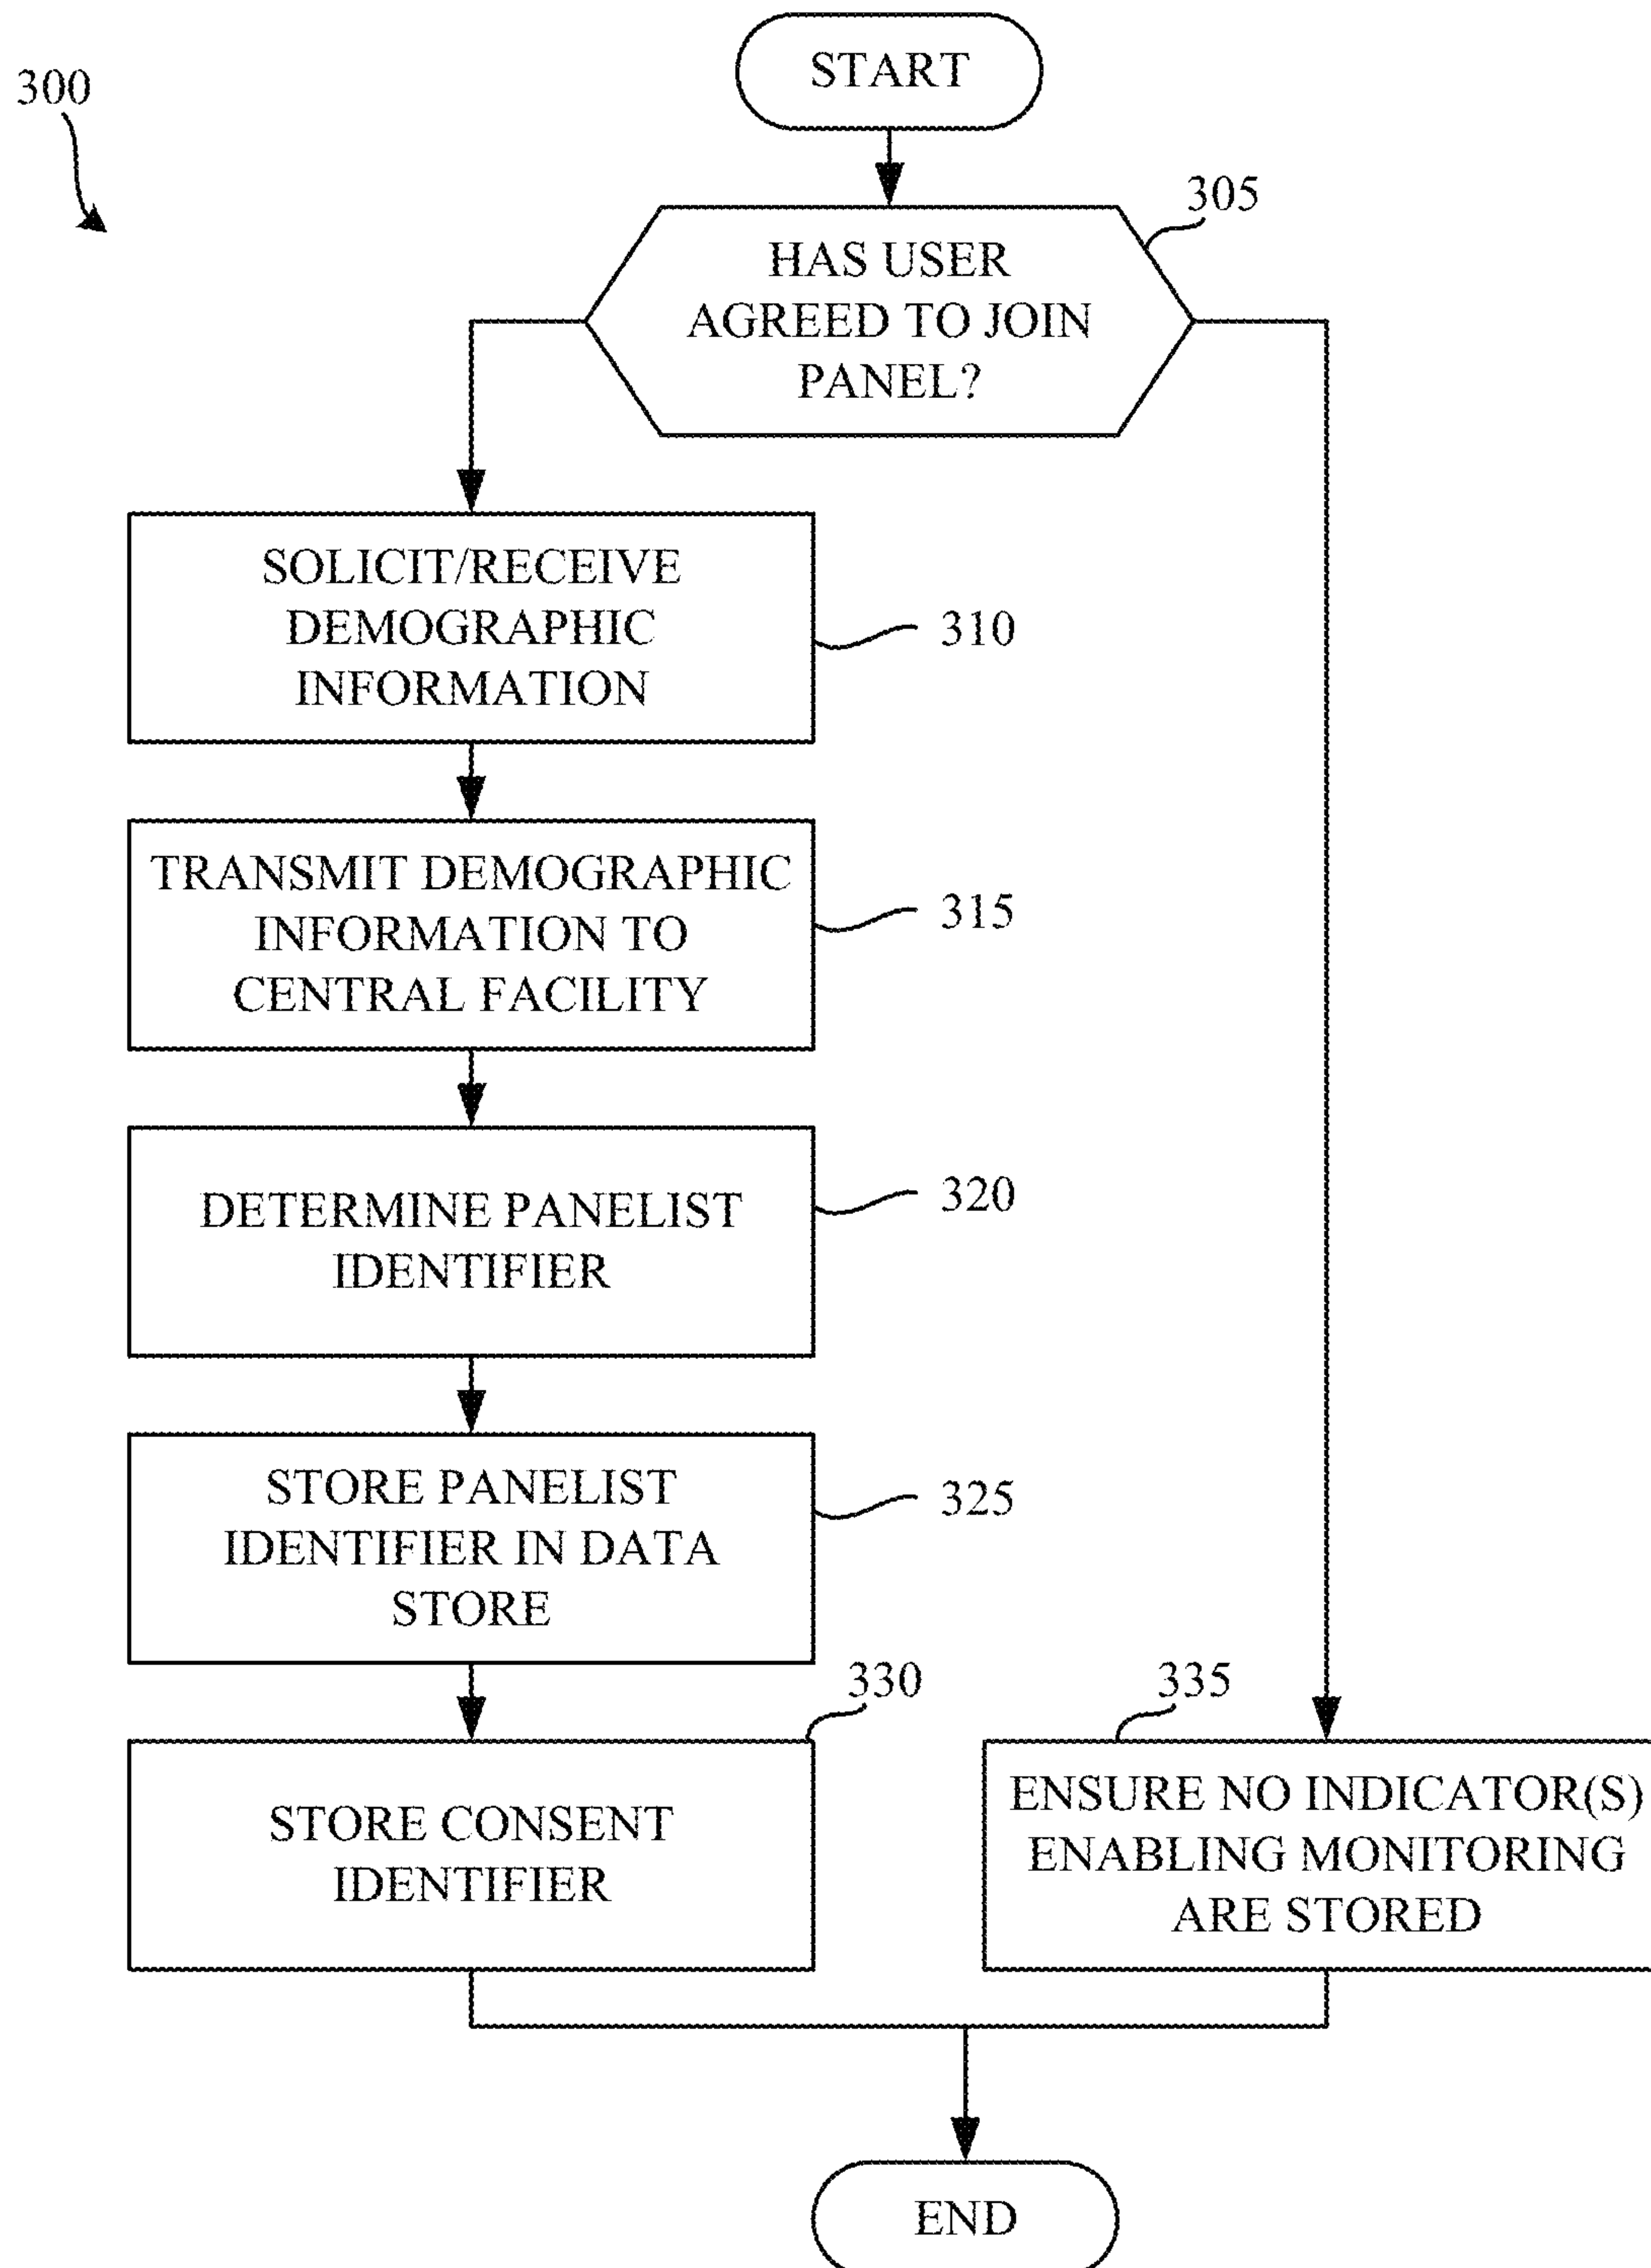 START
300
305
HAS USER
AGREED TO JOIN
PANEL?
SOLICIT/RECEIVE
DEMOGRAPHIC
INFORMATION
310
TRANSMIT DEMOGRAPHIC
INFORMATION TO
CENTRAL FACILITY
315
DETERMINE PANELIST
IDENTIFIER
320
STORE PANELIST
IDENTIFIER IN DATA
STORE
325
330
STORE CONSENT
IDENTIFIER
335
ENSURE NO INDICATOR(S)
ENABLING MONITORING
ARE STORED
END